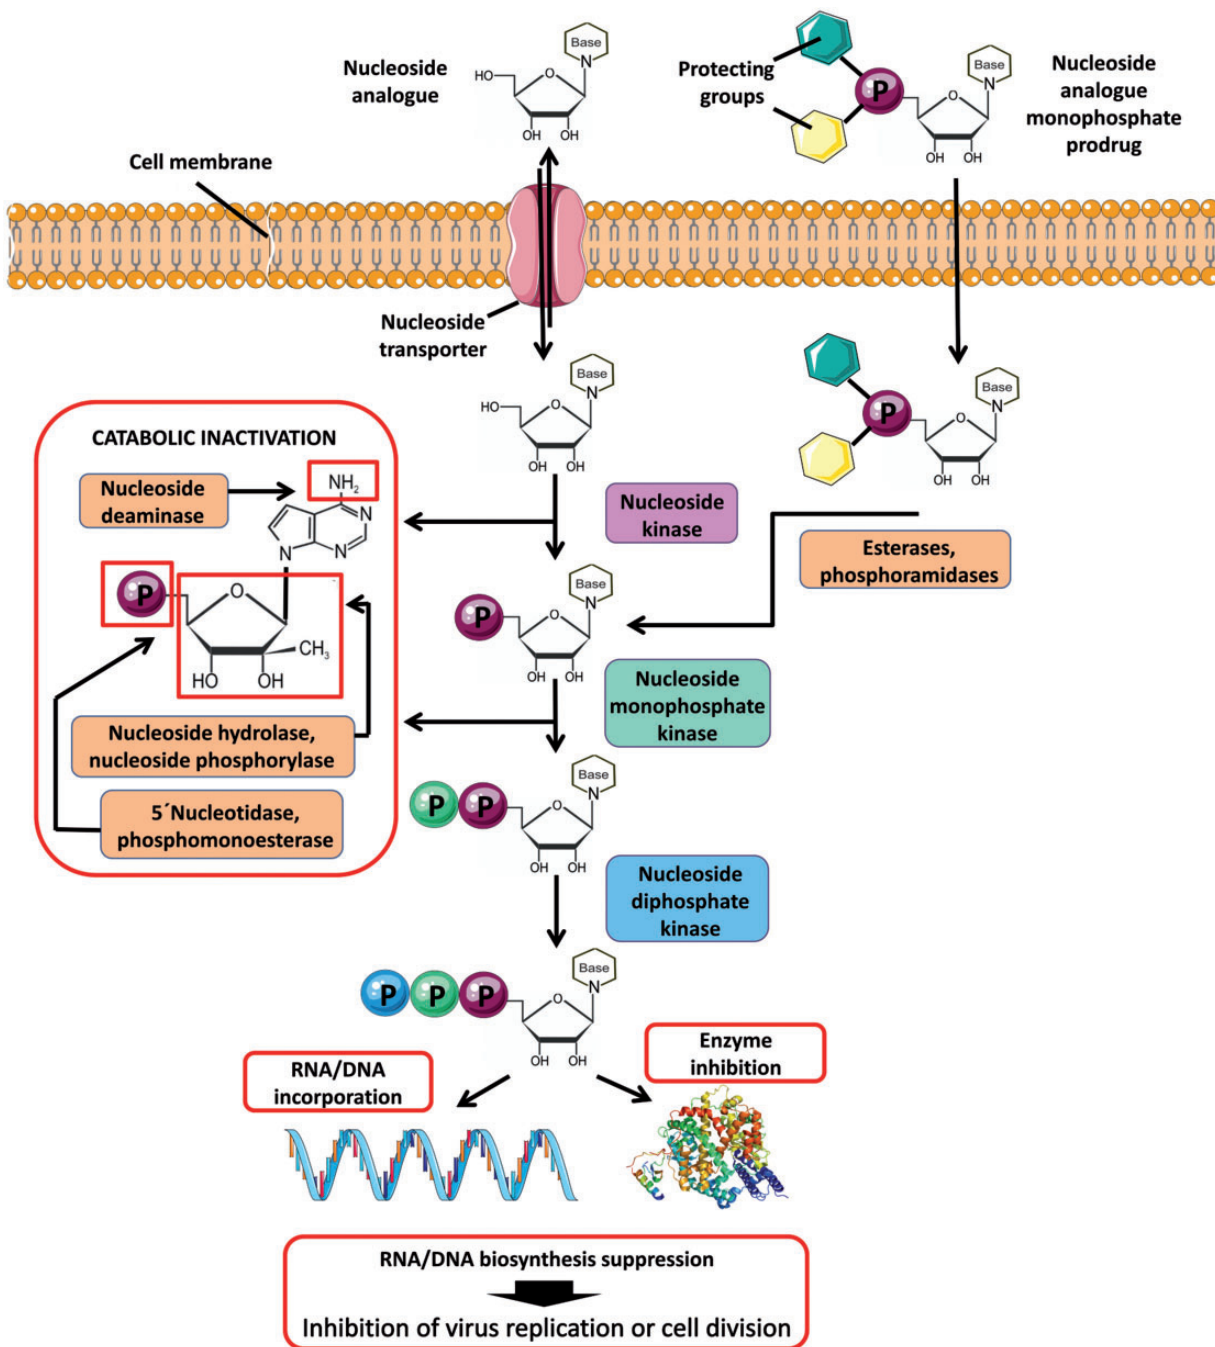 Nucleoside
analogue
HO
O
Base
N
OH OH
Protecting
groups
P
O
Base
N
OH OH
Nucleoside
analogue
monophosphate
prodrug
Cell membrane
Nucleoside
transporter
HO
O
Base
N
OH OH
P
O
Base
N
OH OH
CATABOLIC INACTIVATION
Nucleoside
deaminase
NH2
N
N
N
P
O
CH3
HO OH
Nucleoside hydrolase,
nucleoside phosphorylase
5´Nucleotidase,
phosphomonoesterase
Nucleoside
kinase
Esterases,
phosphoramidases
P
O
Base
N
OH OH
Nucleoside
monophosphate
kinase
P P
O
Base
N
OH OH
Nucleoside
diphosphate
kinase
P P P
O
Base
N
OH OH
RNA/DNA
incorporation
Enzyme
inhibition
RNA/DNA biosynthesis suppression
Inhibition of virus replication or cell division